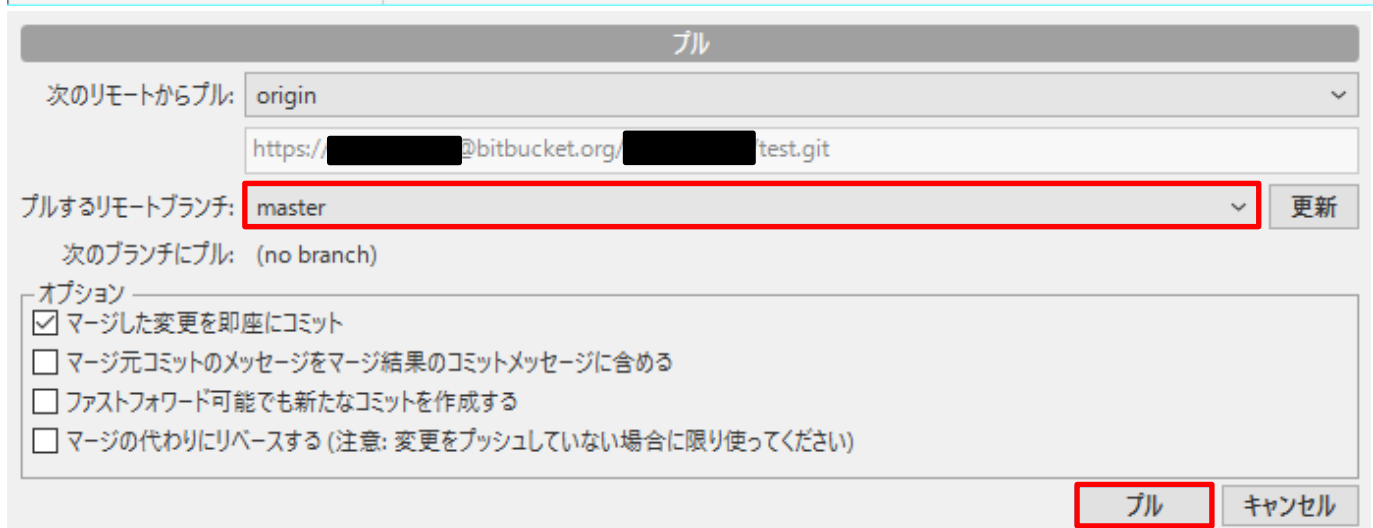 プル
次のリモートからプル: origin
https:// @bitbucket.org/ /test.git
プルするリモートブランチ: master 更新
次のブランチにプル: (no branch)
オプション
マージした変更を即座にコミット
マージ元コミットのメッセージをマージ結果のコミットメッセージに含める
ファストフォワード可能でも新たなコミットを作成する
マージの代わりにリベースする (注意: 変更をプッシュしていない場合に限り使ってください)
プル キャンセル